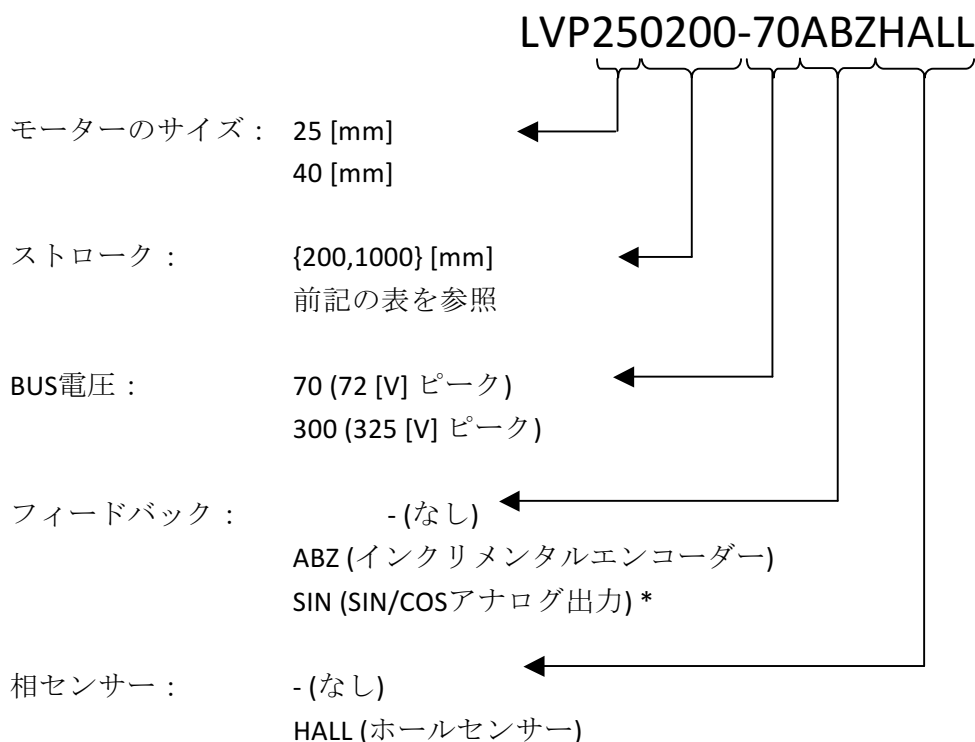 LVP250200-70ABZHALL
モーターのサイズ： 25 [mm]
40 [mm]
ストローク： {200,1000} [mm]
前記の表を参照
BUS電圧： 70 (72 [V] ピーク)
300 (325 [V] ピーク)
フィードバック： - (なし)
ABZ (インクリメンタルエンコーダー)
SIN (SIN/COSアナログ出力) *
相センサー： - (なし)
HALL (ホールセンサー)